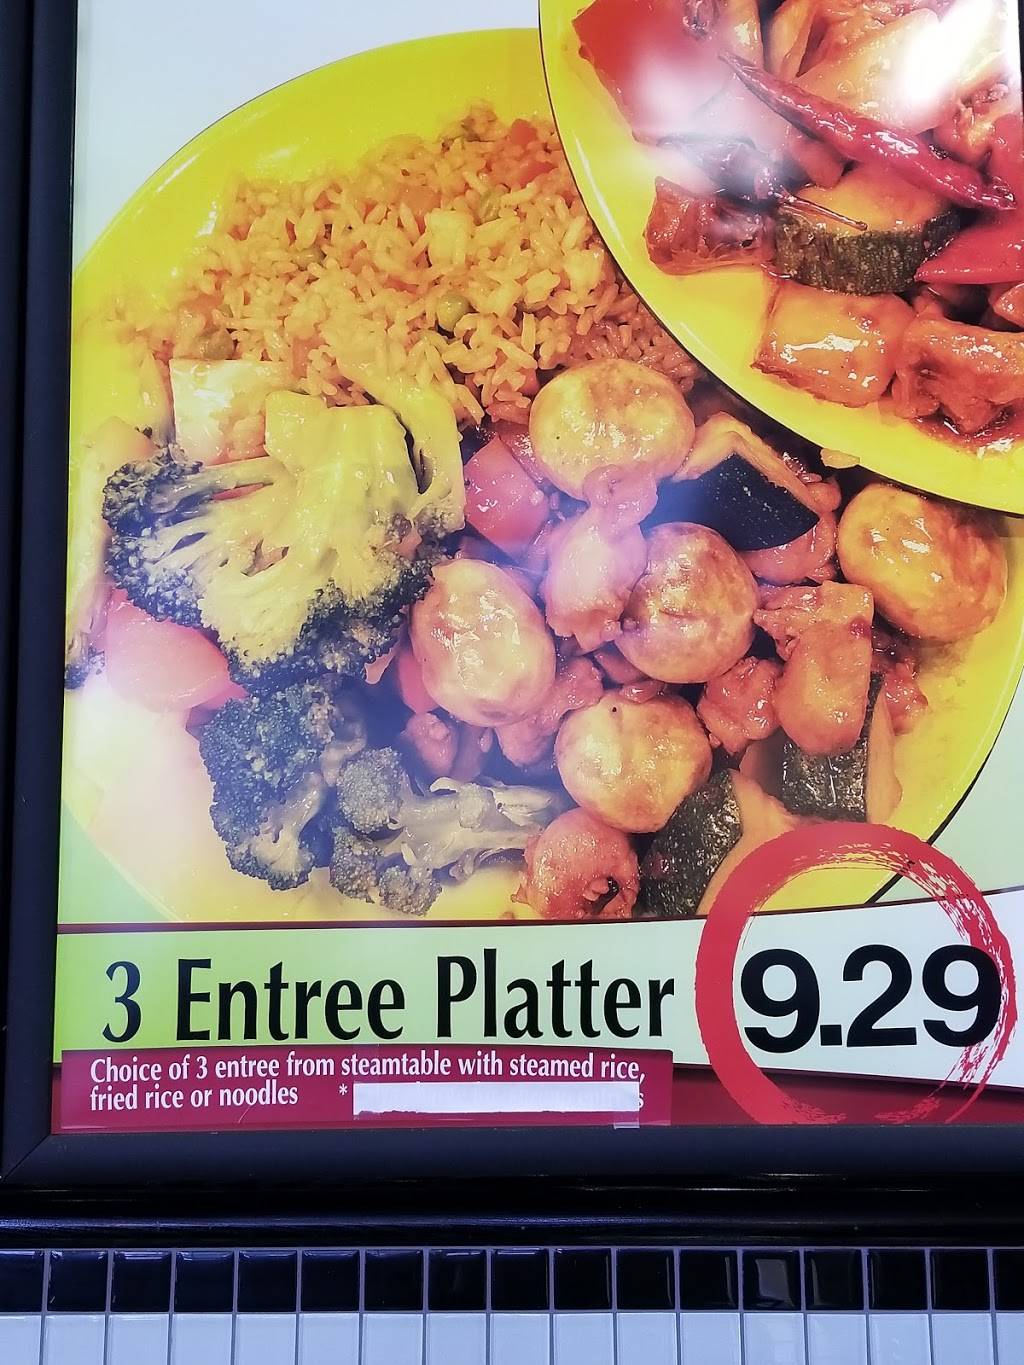 3 Entree Platter 9.29
Choice of 3 entree from steamtable with steamed rice,
fried rice or noodles *